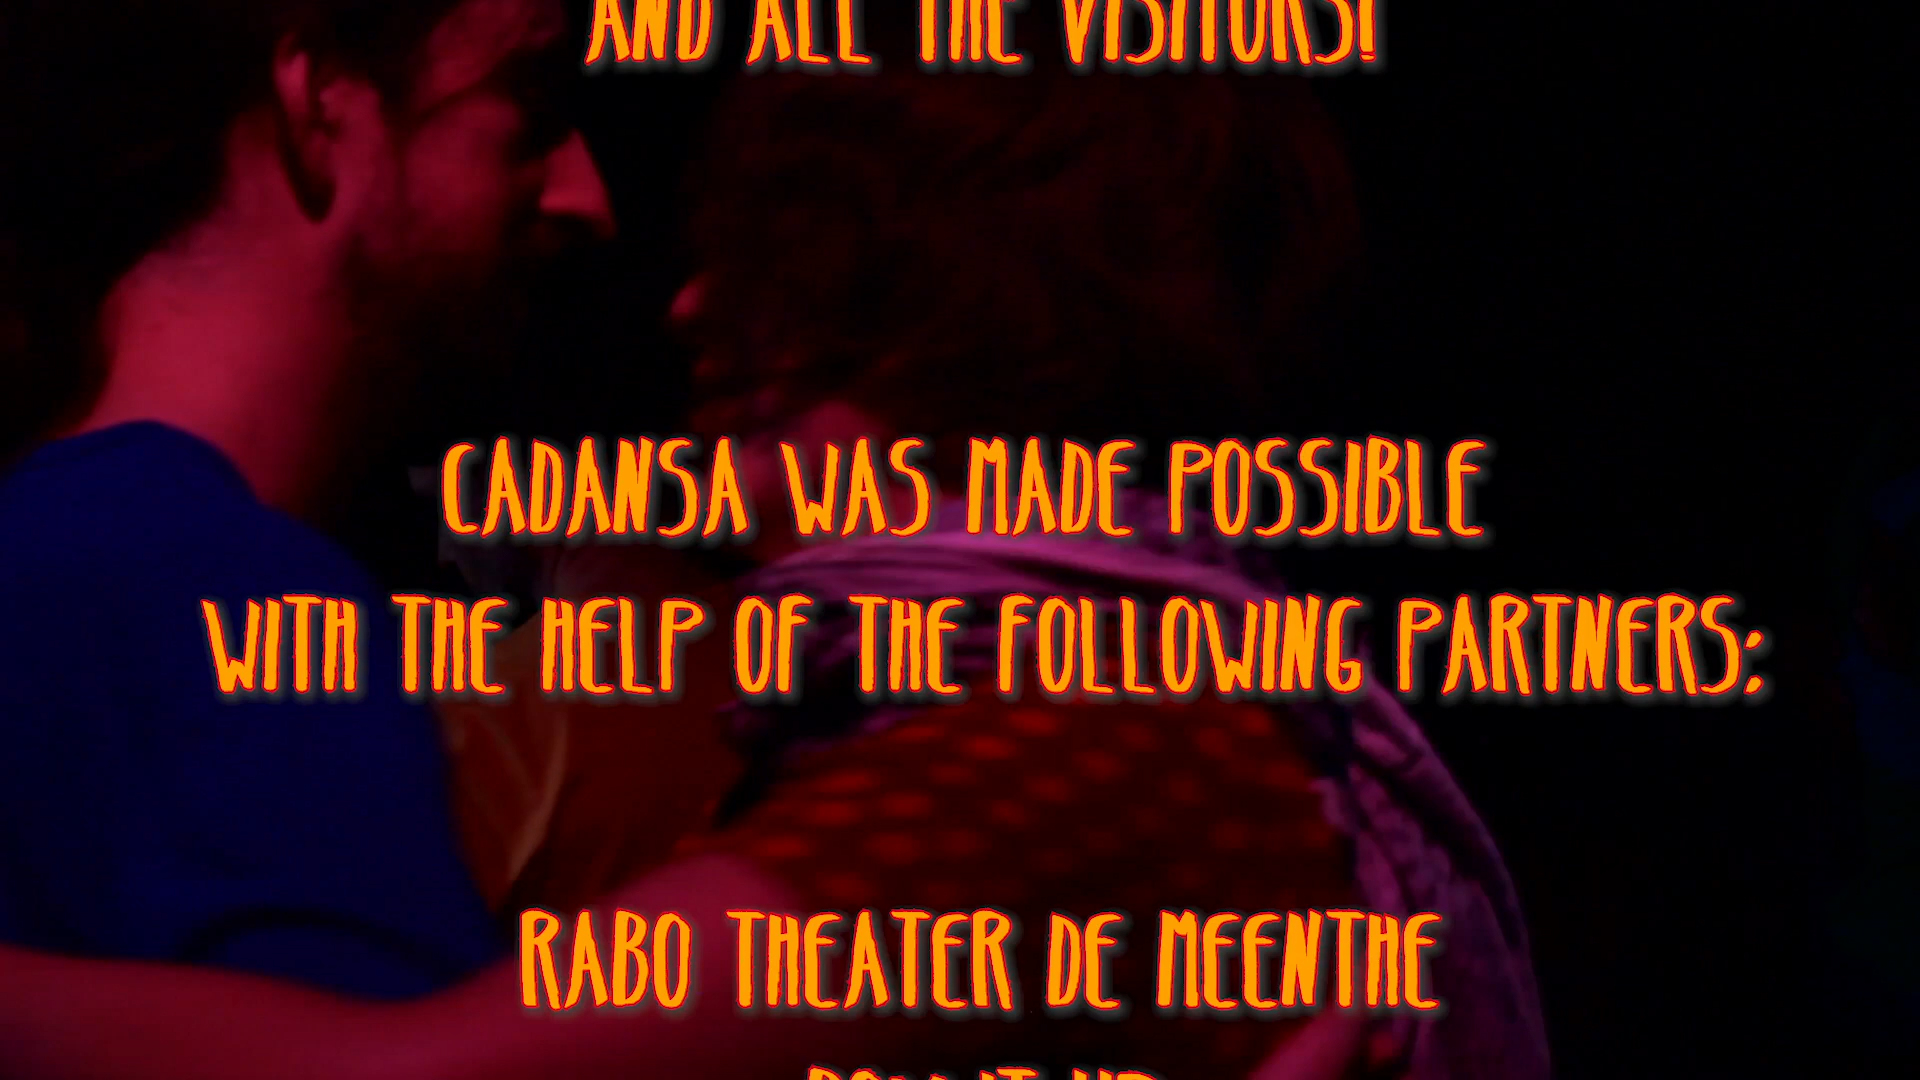 AND ALL THE VISITORS!
CADANSA WAS MADE POSSIBLE
WITH THE HELP OF THE FOLLOWING PARTNERS:
RABO THEATER DE MEENTHE